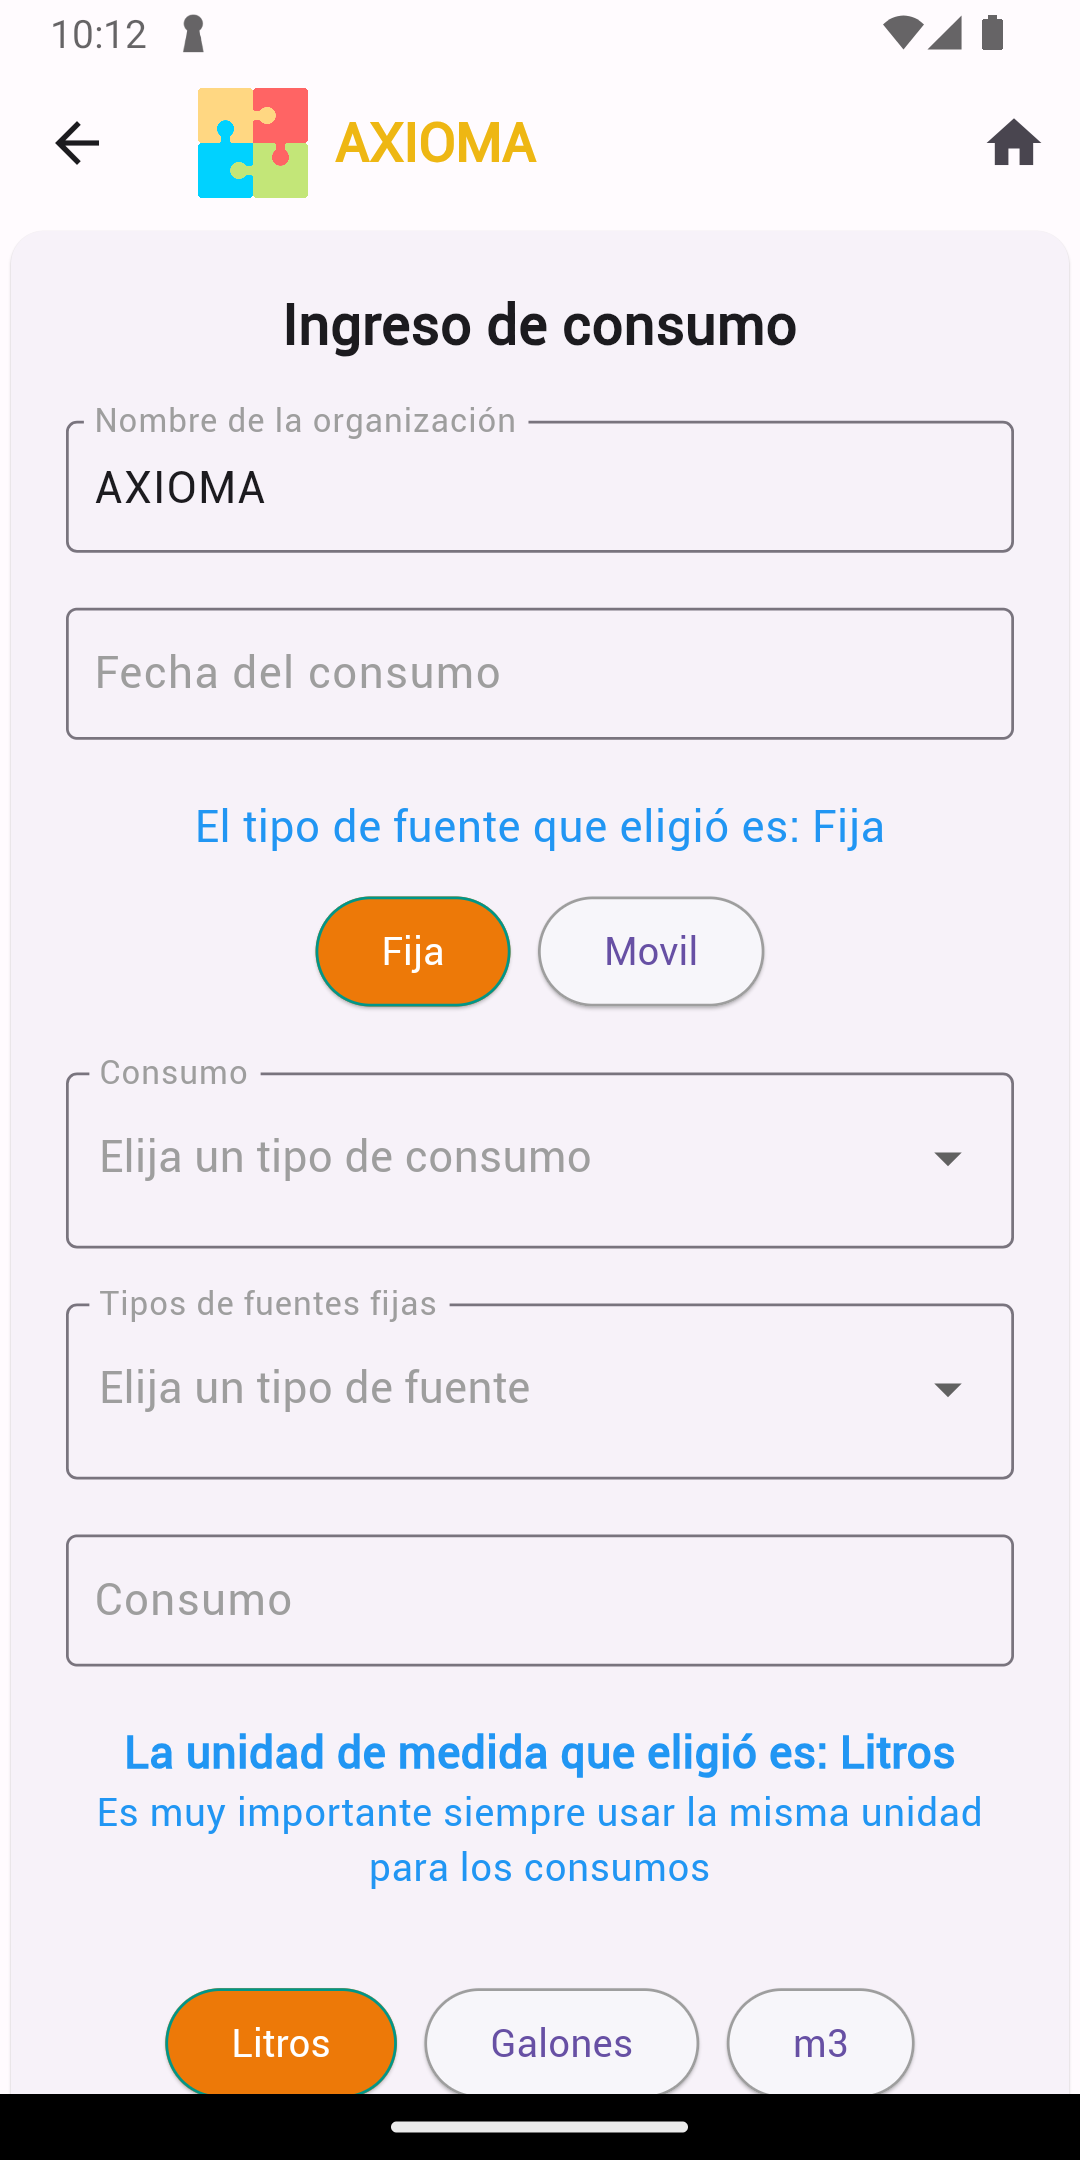 10:12
AXIOMA
Ingreso de consumo
Nombre de la organización
AXIOMA
Fecha del consumo
El tipo de fuente que eligió es: Fija
Fija
Movil
Consumo
Elija un tipo de consumo
Tipos de fuentes fijas
Elija un tipo de fuente
Consumo
La unidad de medida que eligió es: Litros
Es muy importante siempre usar la misma unidad
para los consumos
Litros
Galones
m3